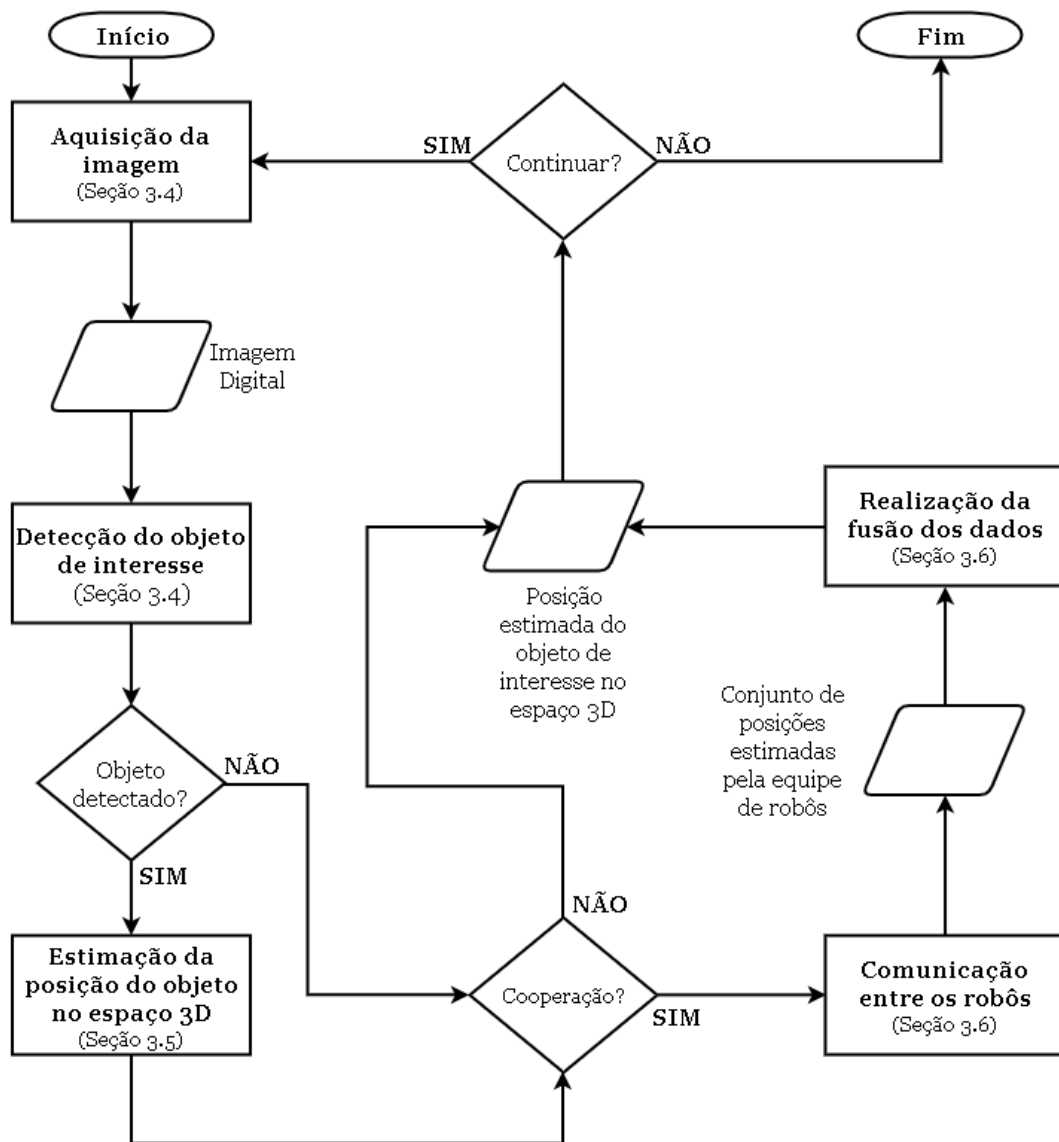 Início
Fim
Aquisição da
imagem
(Seção 3.4)
SIM
Continuar?
NÃO
Imagem
Digital
Detecção do objeto
de interesse
(Seção 3.4)
Posição
estimada do
objeto de
interesse no
espaço 3D
Realização da
fusão dos dados
(Seção 3.6)
Conjunto de
posições
estimadas
pela equipe
de robôs
Objeto
detectado?
NÃO
SIM
Estimação da
posição do objeto
no espaço 3D
(Seção 3.5)
NÃO
Cooperação?
SIM
Comunicação
entre os robôs
(Seção 3.6)